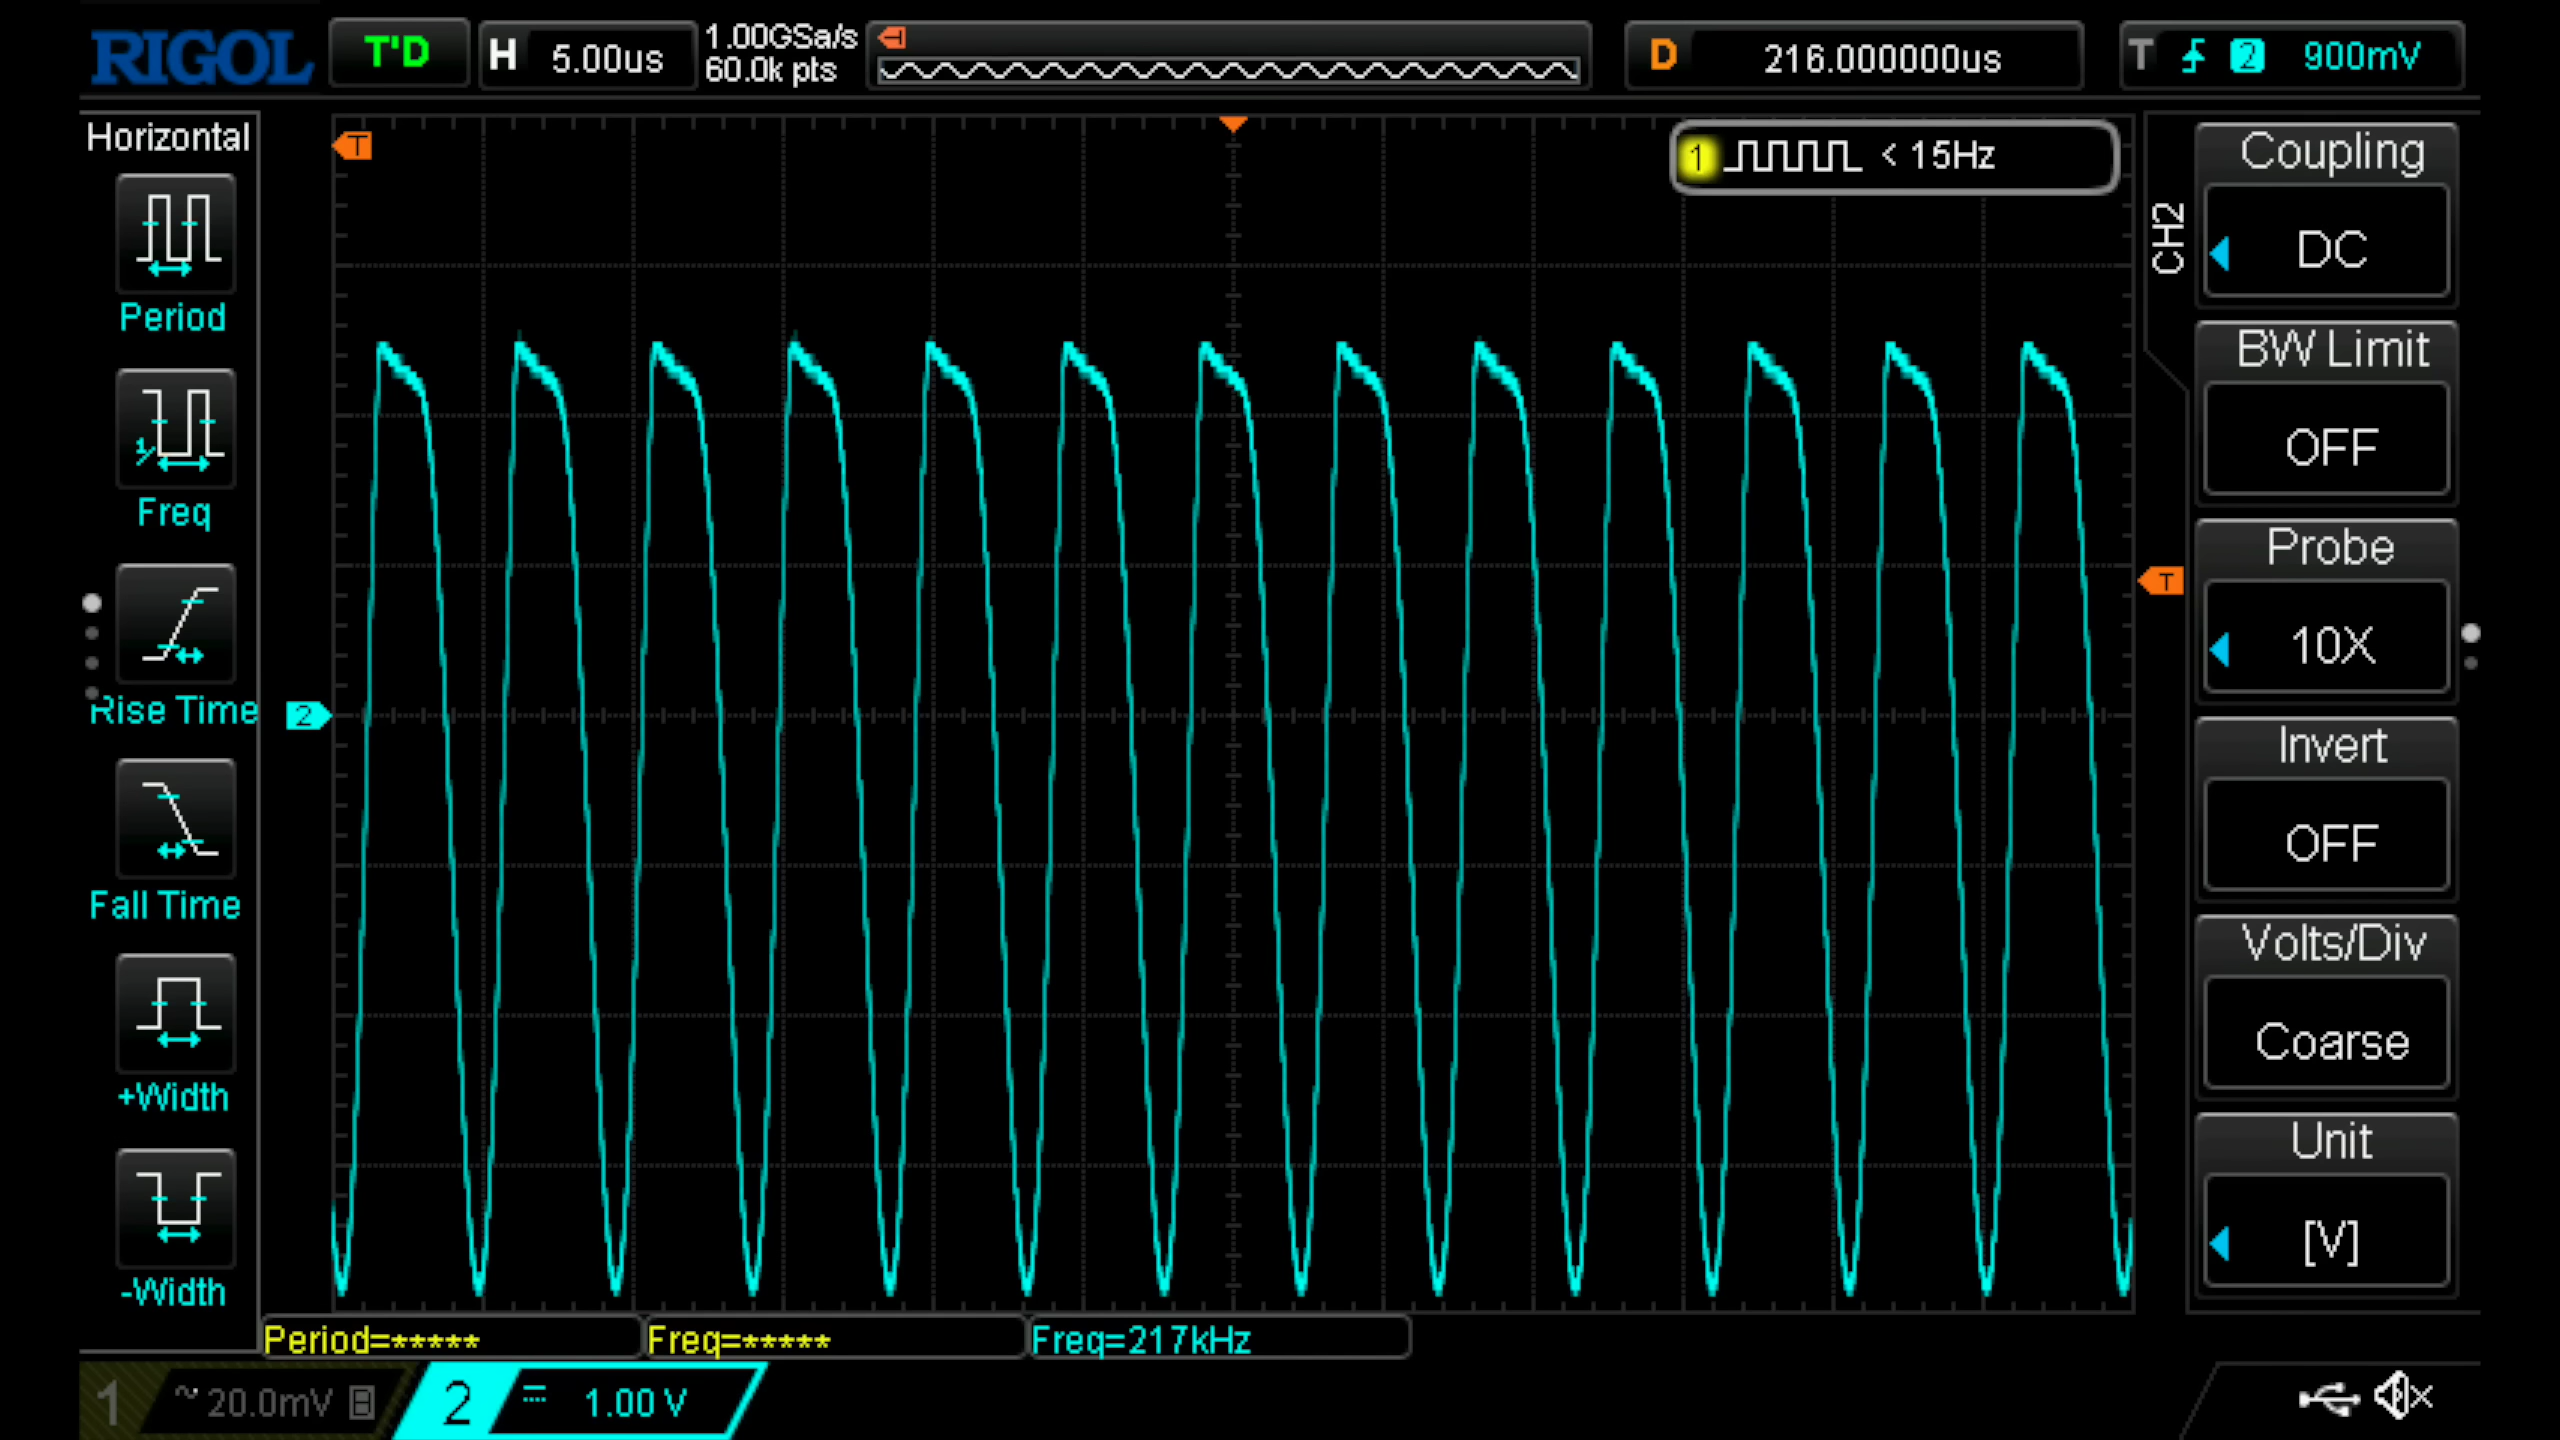 RIGOL T'D H 5.00us 1.00GSa/s D 216.000000us T 2 900mV
60.0k pts
Horizontal
T
1 < 15Hz
Period
Freq
Rise Time
Fall Time
+Width
-Width
2
T
CH2
Coupling
DC
BW Limit
OFF
Probe
10X
Invert
OFF
Volts/Div
Coarse
Unit
[V]
Period=***** Freq=***** Freq=217kHz
1 ~ 20.0mV B 2 1.00 V